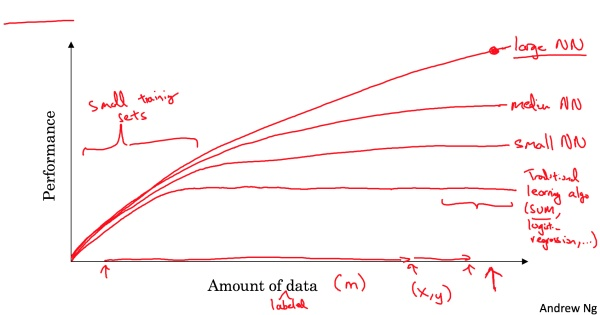 large NN
small training
sets
medium NN
small NN
Traditional
learning algo
(SVM,
logistic
regression,...)
Performance
Amount of data (m)
labeled
(x,y)
Andrew Ng